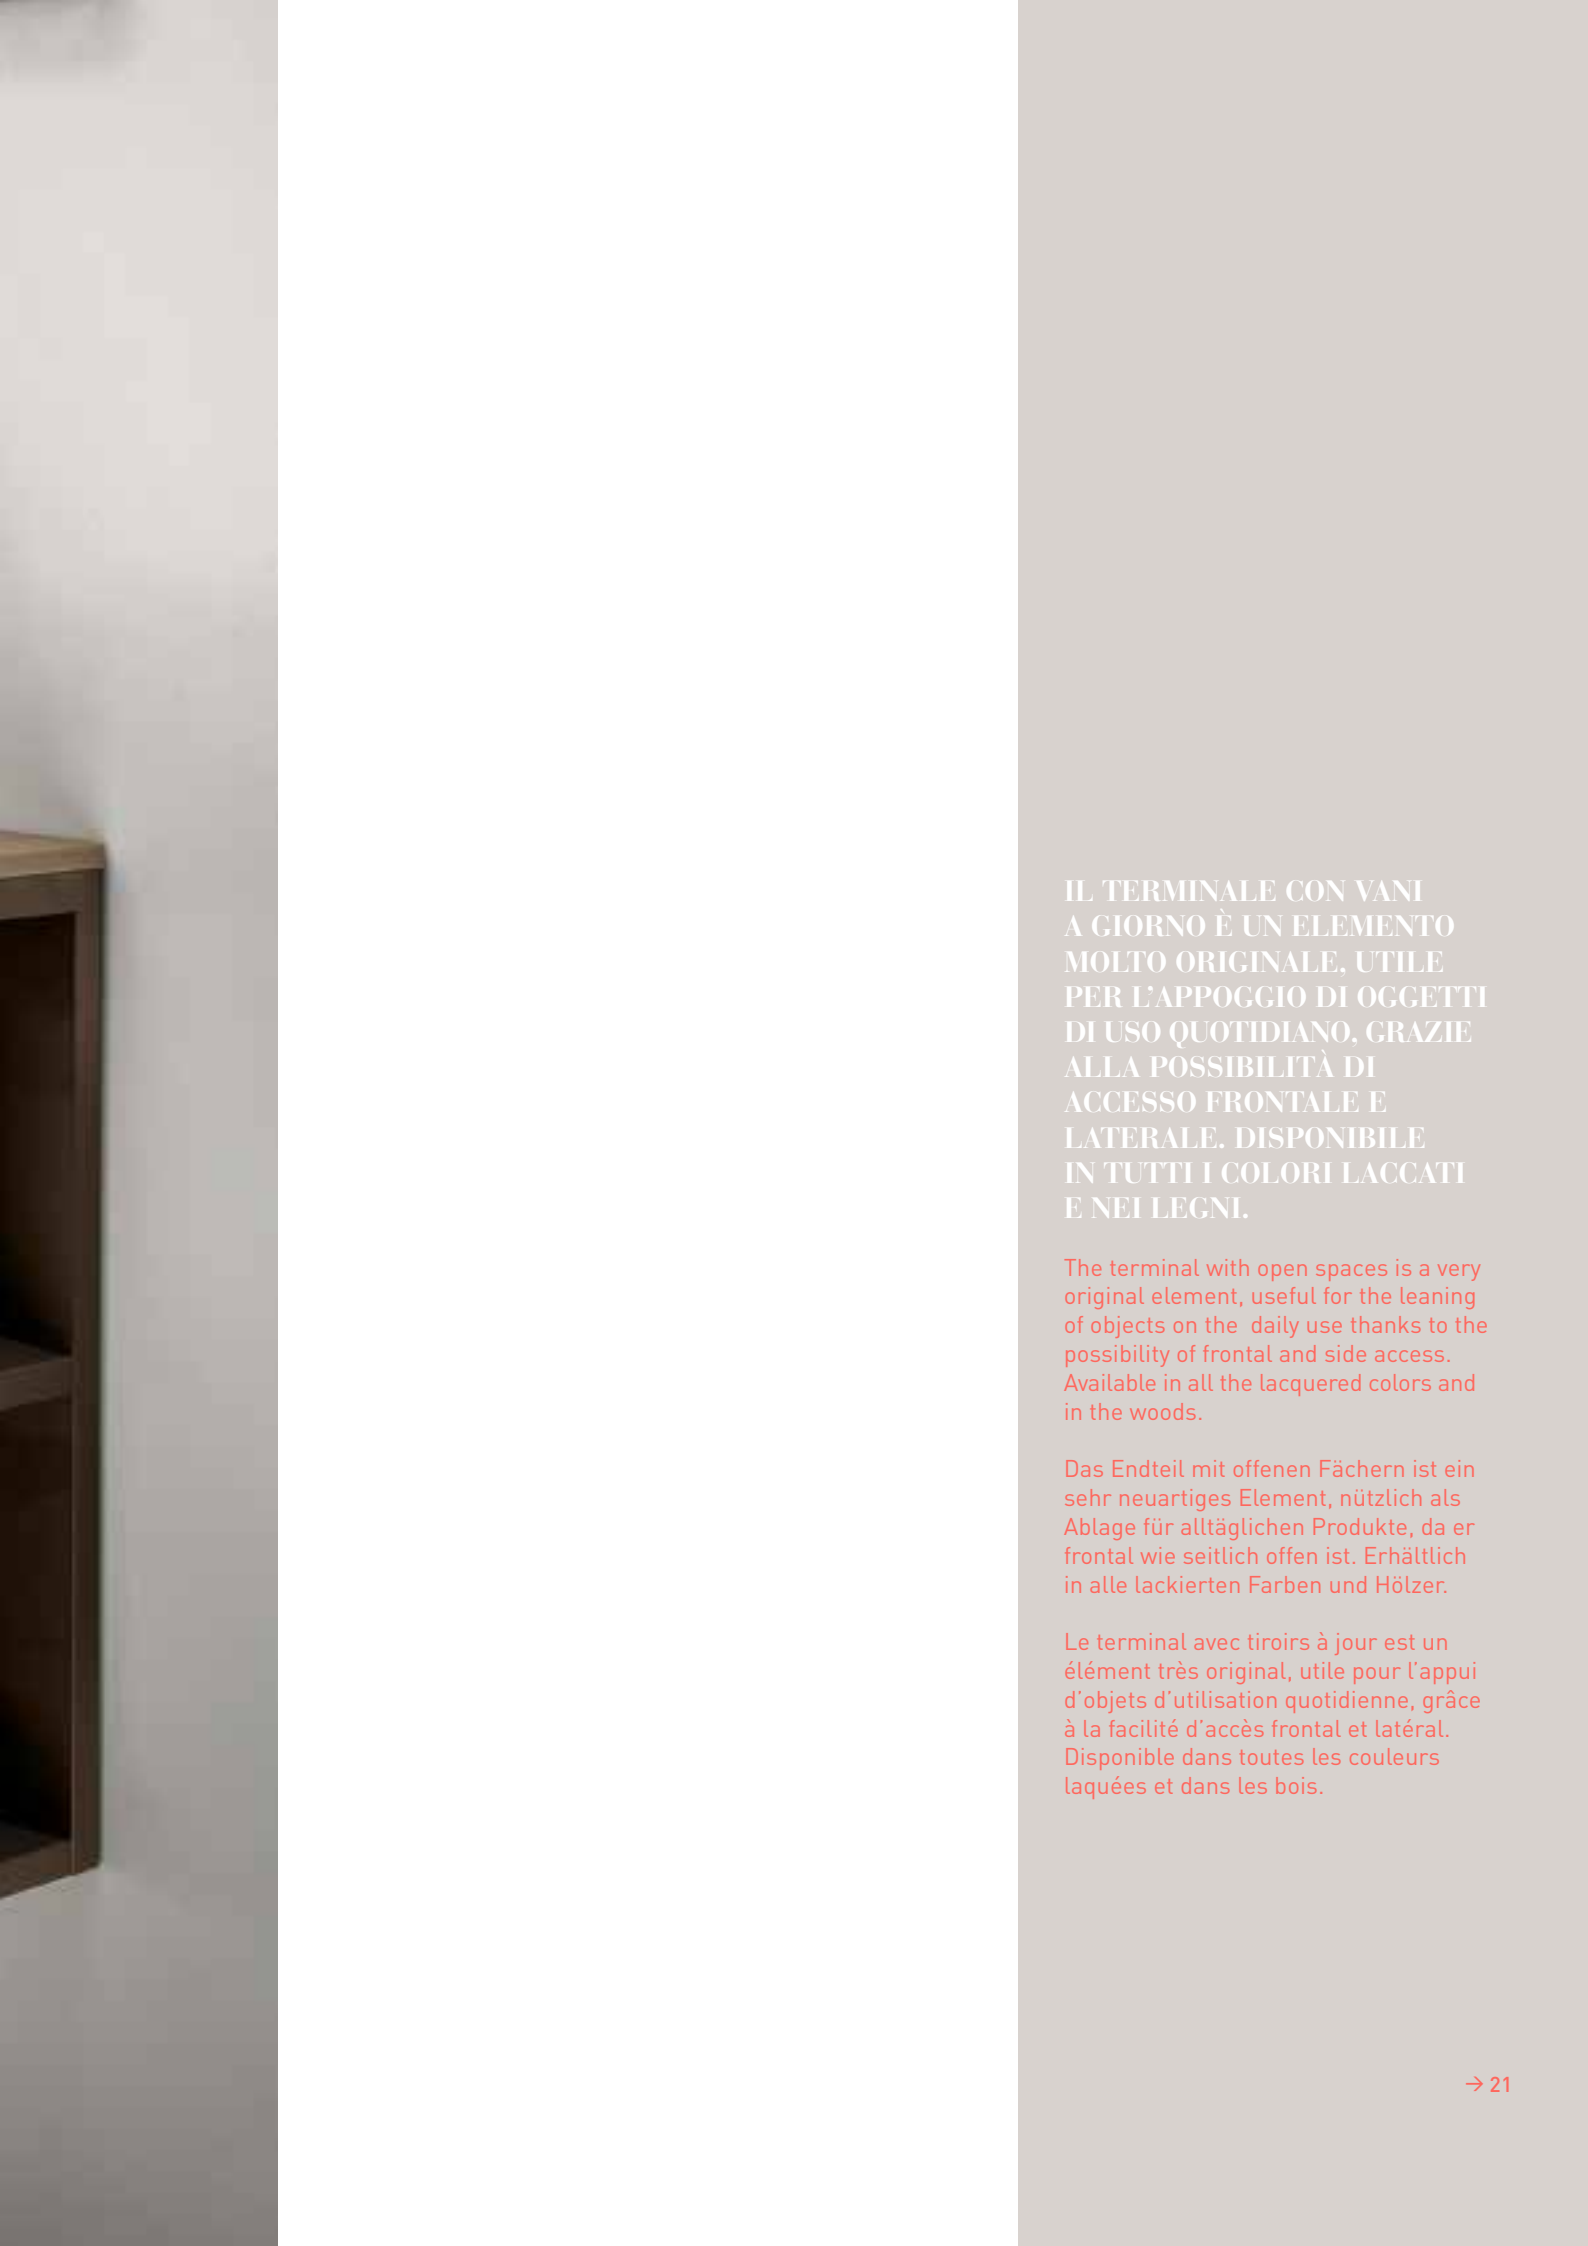 IL TERMINALE CON VANI
A GIORNO È UN ELEMENTO
MOLTO ORIGINALE, UTILE
PER L’APPOGGIO DI OGGETTI
DI USO QUOTIDIANO, GRAZIE
ALLA POSSIBILITÀ DI
ACCESSO FRONTALE E
LATERALE. DISPONIBILE
IN TUTTI I COLORI LACCATI
E NEI LEGNI.
The terminal with open spaces is a very
original element, useful for the leaning
of objects on the  daily use thanks to the
possibility of frontal and side access.
Available in all the lacquered colors and
in the woods.
Das Endteil mit offenen Fächern ist ein
sehr neuartiges Element, nützlich als
Ablage für alltäglichen Produkte, da er
frontal wie seitlich offen ist. Erhältlich
in alle lackierten Farben und Hölzer.
Le terminal avec tiroirs à jour est un
élément très original, utile pour l’appui
d’objets d’utilisation quotidienne, grâce
à la facilité d’accès frontal et latéral.
Disponible dans toutes les couleurs
laquées et dans les bois.
→ 21